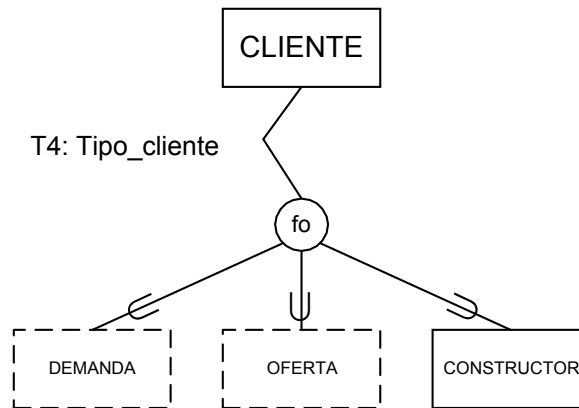 CLIENTE
T4: Tipo_cliente
fo
DEMANDA
OFERTA
CONSTRUCTOR